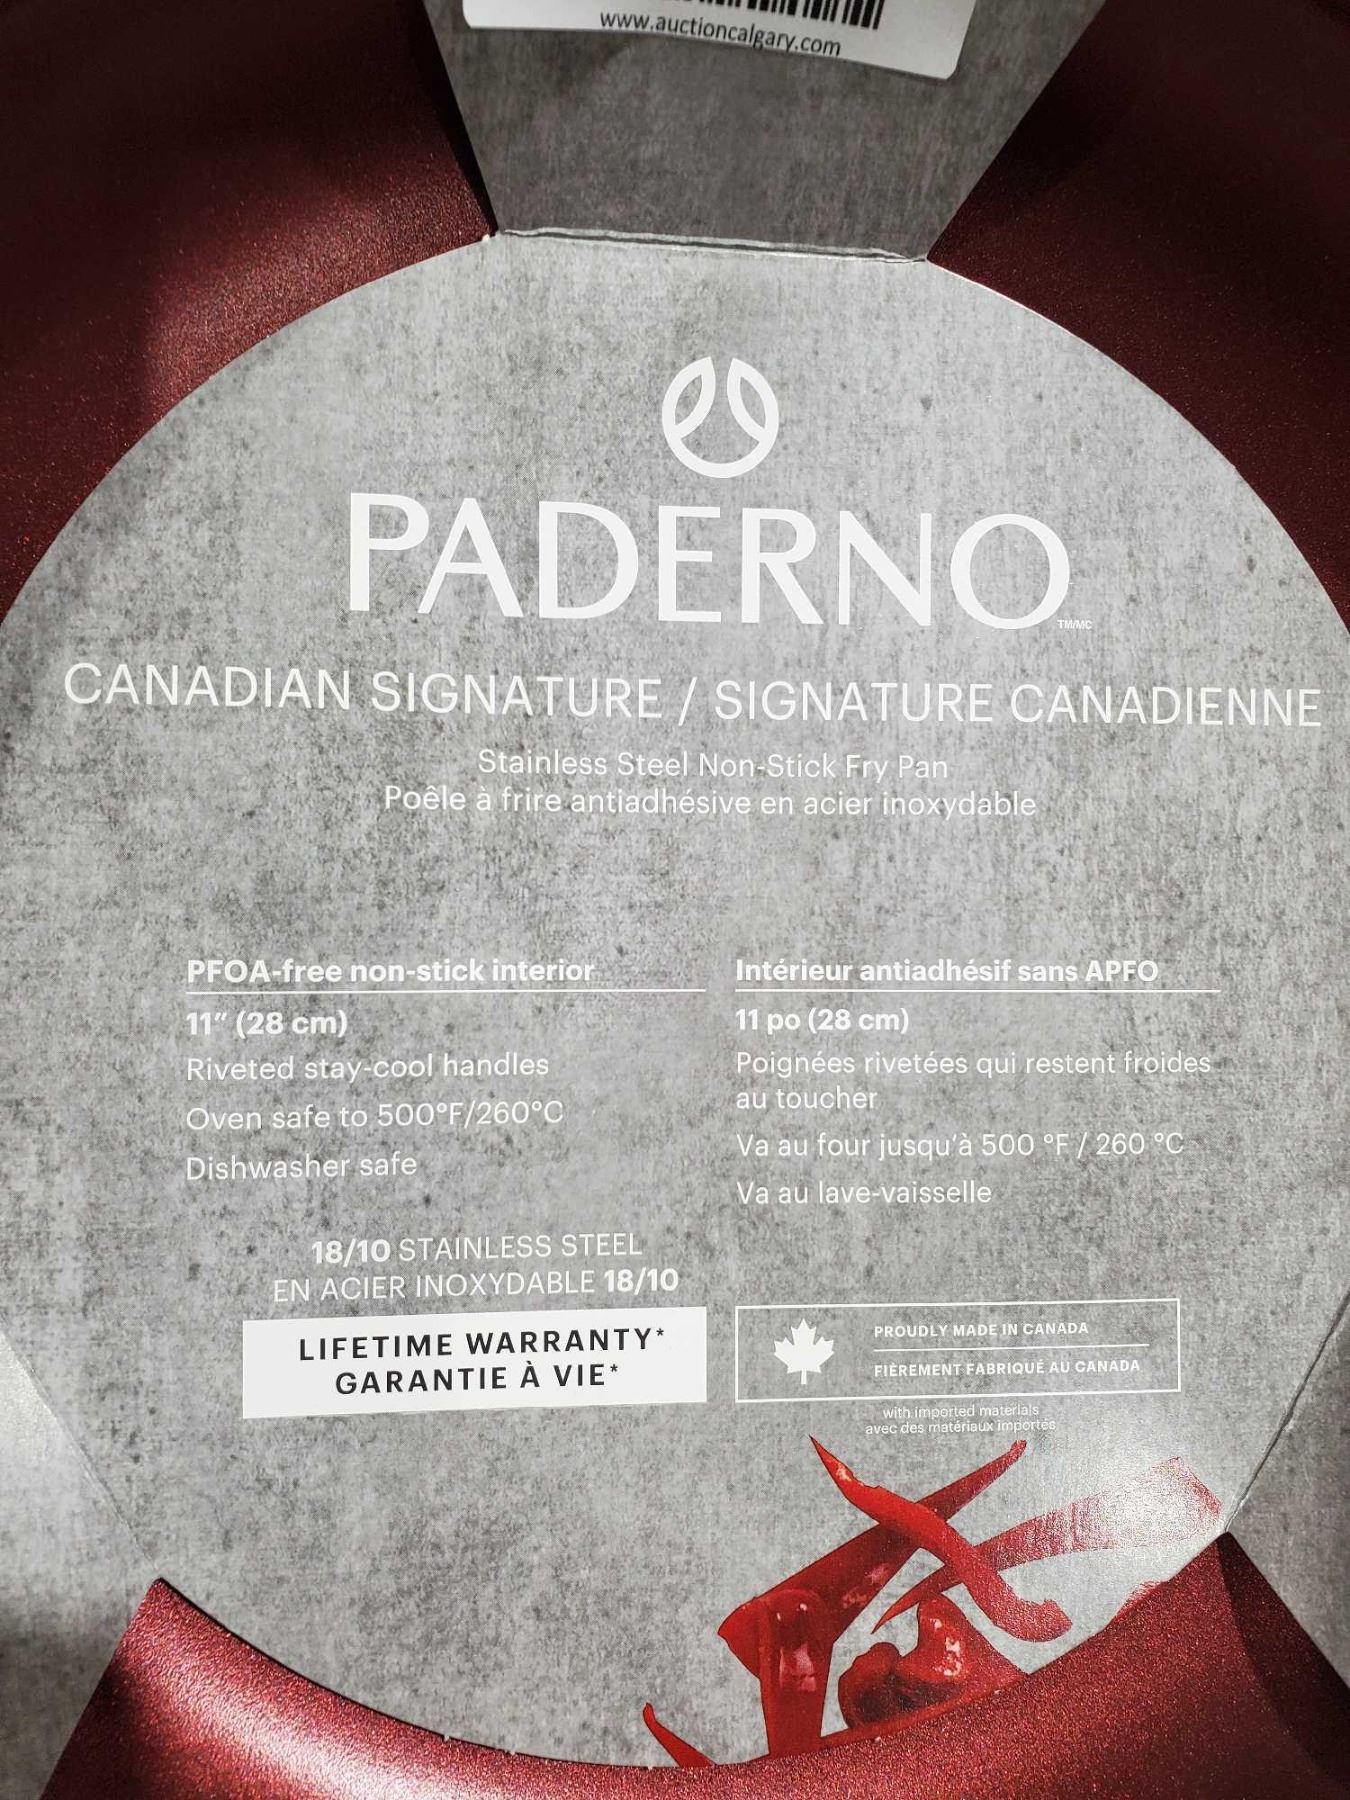 www.auctioncalgary.com
PADERNO
TM/MC
CANADIAN SIGNATURE / SIGNATURE CANADIENNE
Stainless Steel Non-Stick Fry Pan
Poêle à frire antiadhésive en acier inoxydable
PFOA-free non-stick interior
11” (28 cm)
Riveted stay-cool handles
Oven safe to 500°F/260°C
Dishwasher safe
Intérieur antiadhésif sans APFO
11 po (28 cm)
Poignées rivetées qui restent froides
au toucher
Va au four jusqu’à 500 °F / 260 °C
Va au lave-vaisselle
18/10 STAINLESS STEEL
EN ACIER INOXYDABLE 18/10
LIFETIME WARRANTY*
GARANTIE À VIE*
PROUDLY MADE IN CANADA
FIÈREMENT FABRIQUÉ AU CANADA
with imported materials
avec des matériaux importés